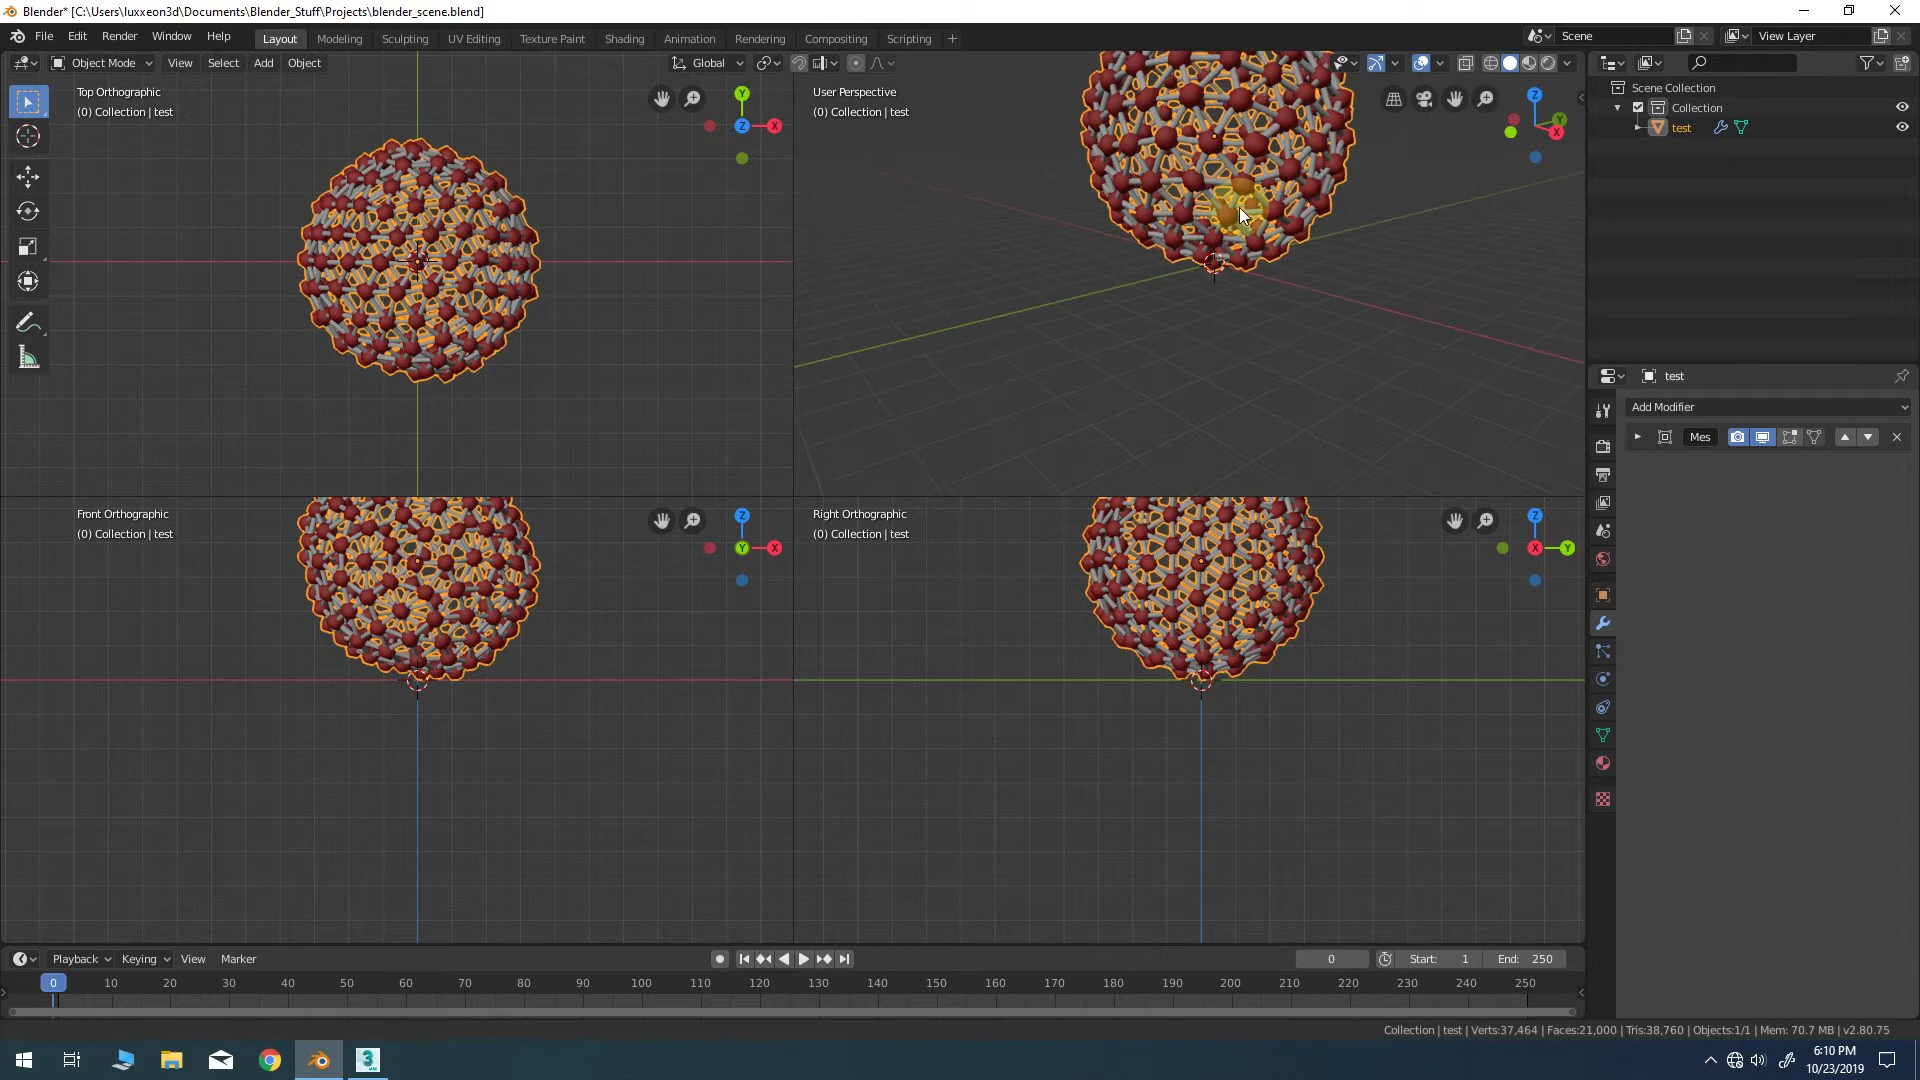 Blender* [C:\Users\luxxeon3d\Documents\Blender_Stuff\Projects\blender_scene.blend]
File Edit Render Window Help Layout Modeling Sculpting UV Editing Texture Paint Shading Animation Rendering Compositing Scripting + Scene View Layer
Object Mode View Select Add Object Global
Top Orthographic
(0) Collection | test
Y
Z X
User Perspective
(0) Collection | test
Z
Y
X
Scene Collection
Collection
test
test
Add Modifier
Mes
Front Orthographic
(0) Collection | test
Z
Y X
Right Orthographic
(0) Collection | test
Z
X Y
Playback Keying View Marker 0 Start: 1 End: 250
0 10 20 30 40 50 60 70 80 90 100 110 120 130 140 150 160 170 180 190 200 210 220 230 240 250
Collection | test | Verts:37,464 | Faces:21,000 | Tris:38,760 | Objects:1/1 | Mem: 70.7 MB | v2.80.75
3
6:10 PM
10/23/2019